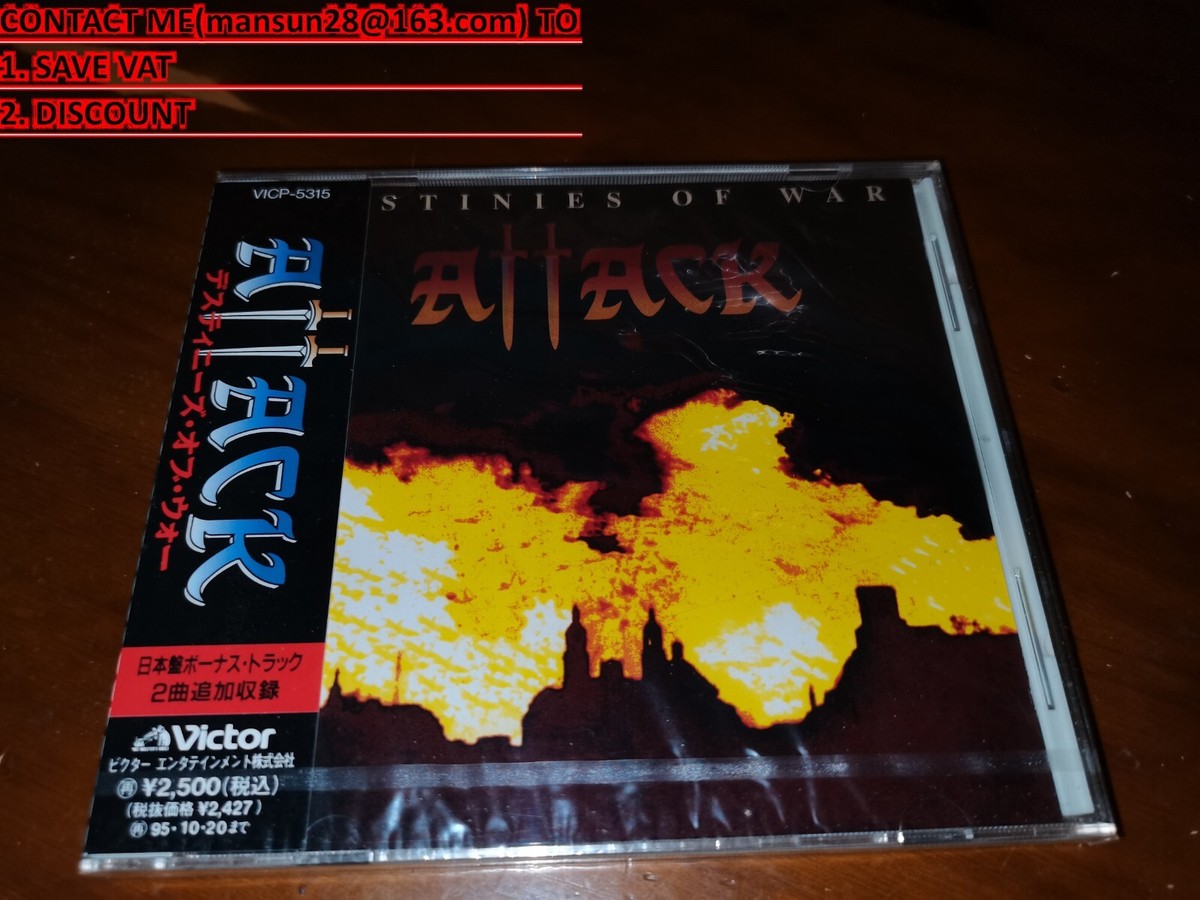 CONTACT ME(mansun28@163.com) TO
1. SAVE VAT
2. DISCOUNT
VICP-5315
AttACK
デスティニーズ・オブ・ウォー
日本盤ボーナス・トラック
2曲追加収録
Victor
ビクター エンタテインメント株式会社
再 ¥2,500(税込)
(税抜価格 ¥2,427)
再 95・10・20まで
STINIES OF WAR
AttACK